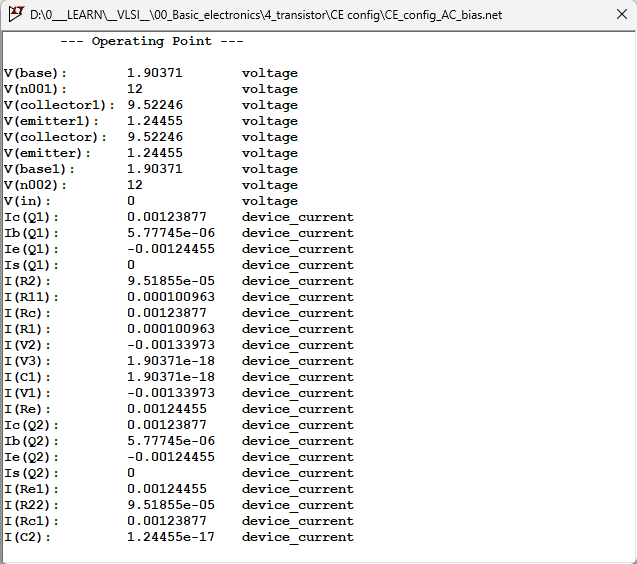 D:\0___LEARN\__VLSI__\00_Basic_electronics\4_transistor\CE config\CE_config_AC_bias.net
--- Operating Point ---
V(base): 1.90371 voltage
V(n001): 12 voltage
V(collector1): 9.52246 voltage
V(emitter1): 1.24455 voltage
V(collector): 9.52246 voltage
V(emitter): 1.24455 voltage
V(base1): 1.90371 voltage
V(n002): 12 voltage
V(in): 0 voltage
Ic(Q1): 0.00123877 device_current
Ib(Q1): 5.77745e-06 device_current
Ie(Q1): -0.00124455 device_current
Is(Q1): 0 device_current
I(R2): 9.51855e-05 device_current
I(R11): 0.000100963 device_current
I(Rc): 0.00123877 device_current
I(R1): 0.000100963 device_current
I(V2): -0.00133973 device_current
I(V3): 1.90371e-18 device_current
I(C1): 1.90371e-18 device_current
I(V1): -0.00133973 device_current
I(Re): 0.00124455 device_current
Ic(Q2): 0.00123877 device_current
Ib(Q2): 5.77745e-06 device_current
Ie(Q2): -0.00124455 device_current
Is(Q2): 0 device_current
I(Re1): 0.00124455 device_current
I(R22): 9.51855e-05 device_current
I(Rc1): 0.00123877 device_current
I(C2): 1.24455e-17 device_current